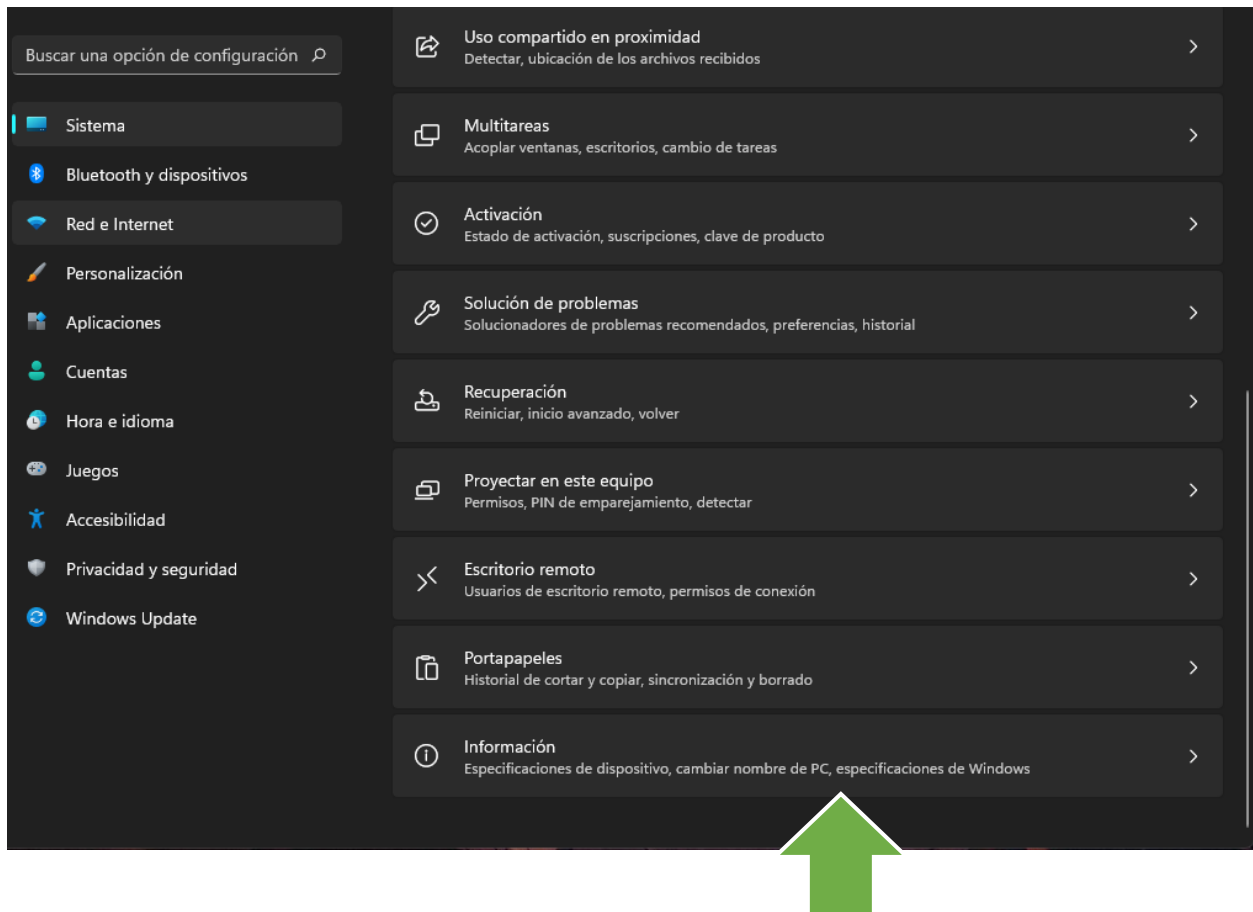 Buscar una opción de configuración
Sistema
Bluetooth y dispositivos
Red e Internet
Personalización
Aplicaciones
Cuentas
Hora e idioma
Juegos
Accesibilidad
Privacidad y seguridad
Windows Update
Uso compartido en proximidad
Detectar, ubicación de los archivos recibidos
Multitareas
Acoplar ventanas, escritorios, cambio de tareas
Activación
Estado de activación, suscripciones, clave de producto
Solución de problemas
Solucionadores de problemas recomendados, preferencias, historial
Recuperación
Reiniciar, inicio avanzado, volver
Proyectar en este equipo
Permisos, PIN de emparejamiento, detectar
Escritorio remoto
Usuarios de escritorio remoto, permisos de conexión
Portapapeles
Historial de cortar y copiar, sincronización y borrado
Información
Especificaciones de dispositivo, cambiar nombre de PC, especificaciones de Windows